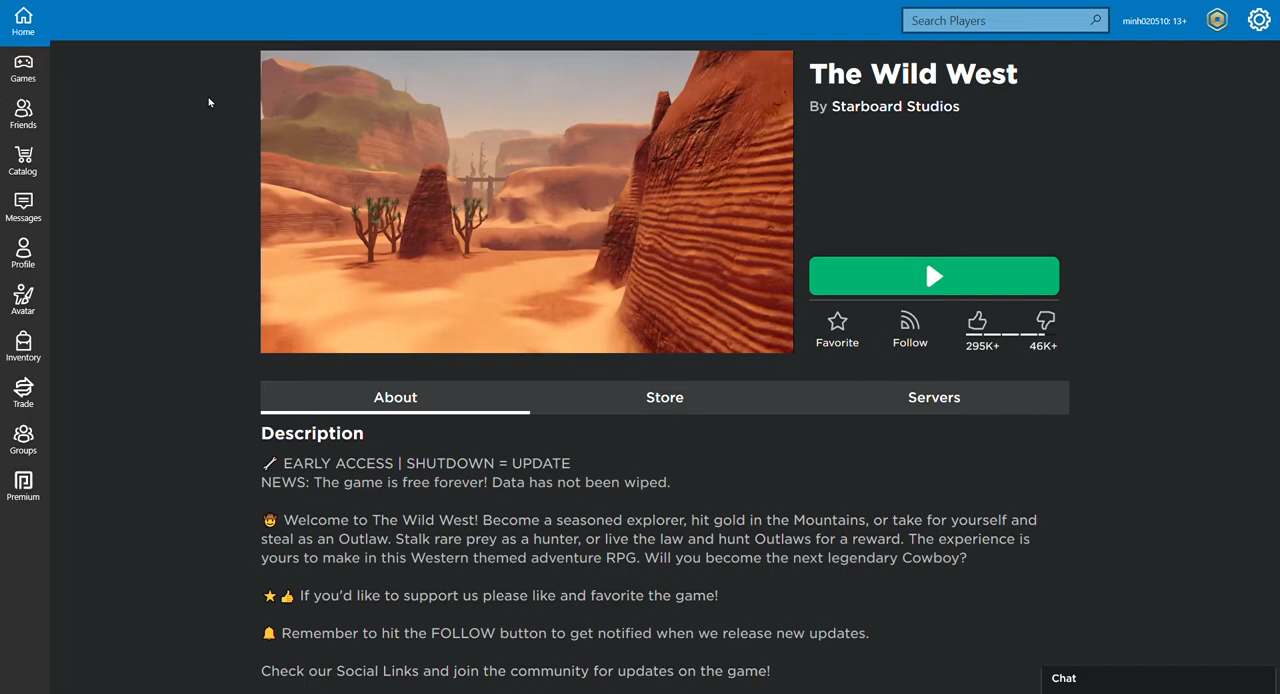 Home
Search Players
minh020510: 13+
Games
Friends
Catalog
Messages
Profile
Avatar
Inventory
Trade
Groups
Premium
The Wild West
By Starboard Studios
Favorite
Follow
295K+
46K+
About
Store
Servers
Description
EARLY ACCESS | SHUTDOWN = UPDATE
NEWS: The game is free forever! Data has not been wiped.
Welcome to The Wild West! Become a seasoned explorer, hit gold in the Mountains, or take for yourself and
steal as an Outlaw. Stalk rare prey as a hunter, or live the law and hunt Outlaws for a reward. The experience is
yours to make in this Western themed adventure RPG. Will you become the next legendary Cowboy?
If you'd like to support us please like and favorite the game!
Remember to hit the FOLLOW button to get notified when we release new updates.
Check our Social Links and join the community for updates on the game!
Chat